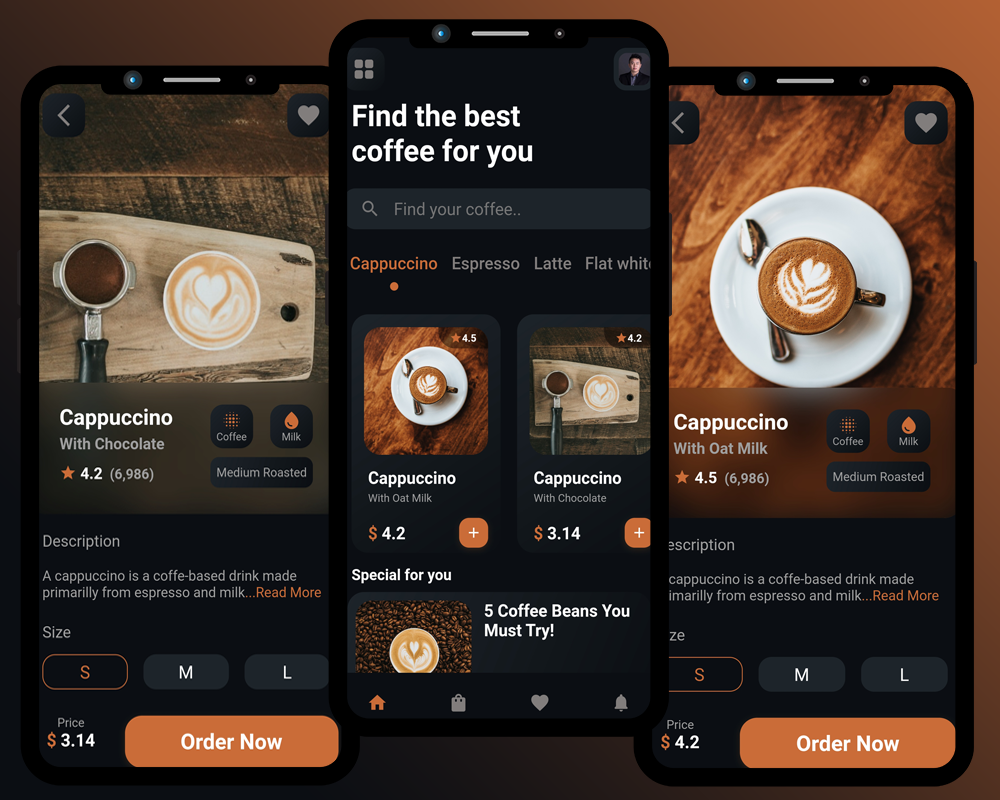 Cappuccino
With Chocolate
4.2 (6,986)
Coffee
Milk
Medium Roasted
Description
A cappuccino is a coffe-based drink made
primarilly from espresso and milk...Read More
Size
S M L
Price
$ 3.14
Order Now
Find the best
coffee for you
Find your coffee..
Cappuccino Espresso Latte Flat whit
4.5
Cappuccino
With Oat Milk
$ 4.2
+
4.2
Cappuccino
With Chocolate
$ 3.14
+
Special for you
5 Coffee Beans You
Must Try!
Cappuccino
With Oat Milk
4.5 (6,986)
Coffee
Milk
Medium Roasted
escription
cappuccino is a coffe-based drink made
imarilly from espresso and milk...Read More
ze
S M L
Price
$ 4.2
Order Now